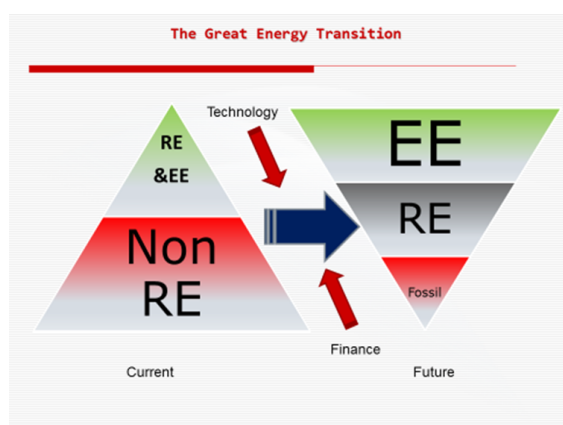 The Great Energy Transition
Technology
RE
&EE
Non
RE
EE
RE
Fossil
Finance
Current
Future